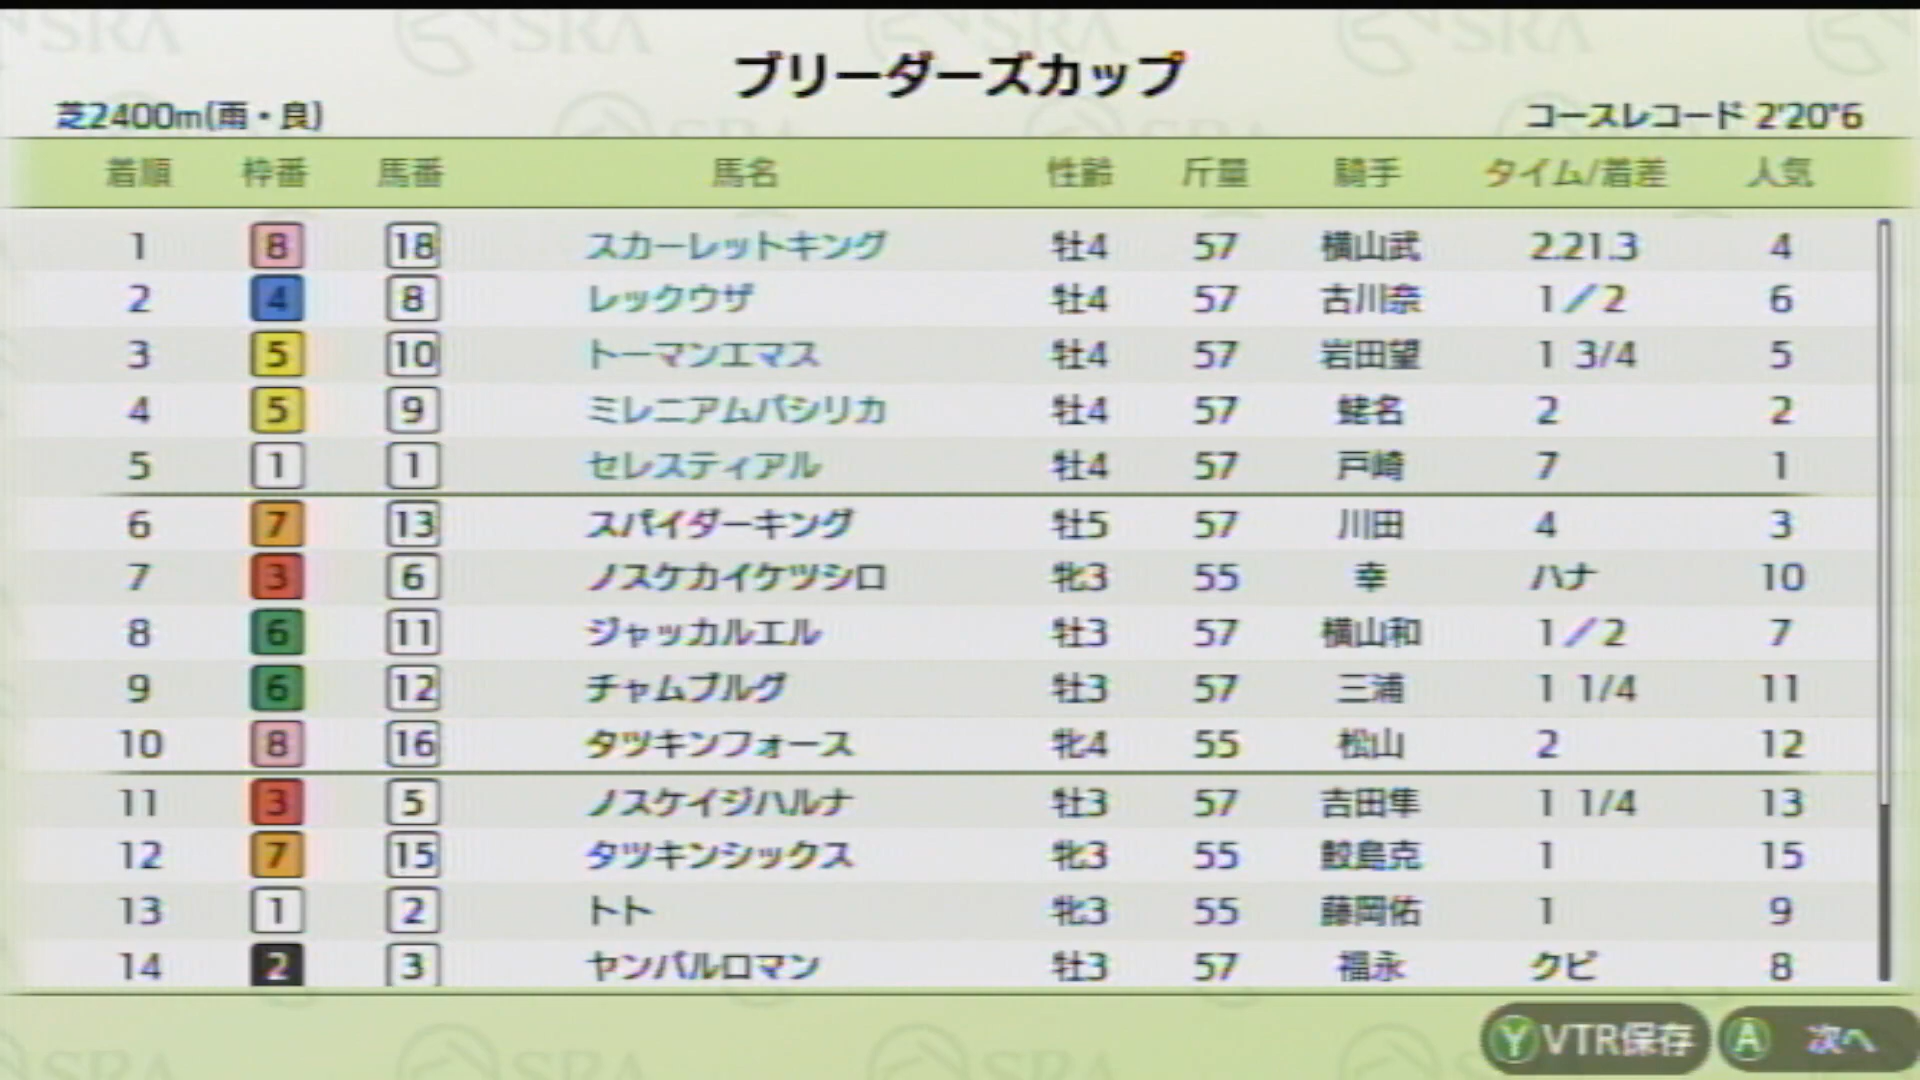 ブリーダーズカップ
芝2400m(雨・良) コースレコード 2'20"6
着順 枠番 馬番 馬名 性齢 斤量 騎手 タイム/着差 人気
1 8 18 スカーレットキング 牡4 57 横山武 2.21.3 4
2 4 8 レックウザ 牡4 57 古川奈 1/2 6
3 5 10 トーマンエマス 牡4 57 岩田望 1 3/4 5
4 5 9 ミレニアムバシリカ 牡4 57 蛯名 2 2
5 1 1 セレスティアル 牡4 57 戸崎 7 1
6 7 13 スパイダーキング 牡5 57 川田 4 3
7 3 6 ノスケカイケツシロ 牝3 55 幸 ハナ 10
8 6 11 ジャッカルエル 牡3 57 横山和 1/2 7
9 6 12 チャムブルグ 牡3 57 三浦 1 1/4 11
10 8 16 タツキンフォース 牝4 55 松山 2 12
11 3 5 ノスケイジハルナ 牡3 57 吉田隼 1 1/4 13
12 7 15 タツキンシックス 牝3 55 鮫島克 1 15
13 1 2 トト 牝3 55 藤岡佑 1 9
14 2 3 ヤンバルロマン 牡3 57 福永 クビ 8
Y VTR保存 A 次へ